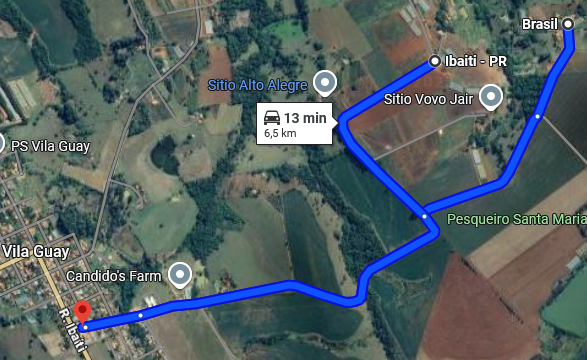 Brasil
Ibaiti - PR
Sitio Alto Alegre
Sitio Vovo Jair
13 min
6,5 km
PS Vila Guay
Pesqueiro Santa Maria
Vila Guay
Candido's Farm
R. Ibaiti